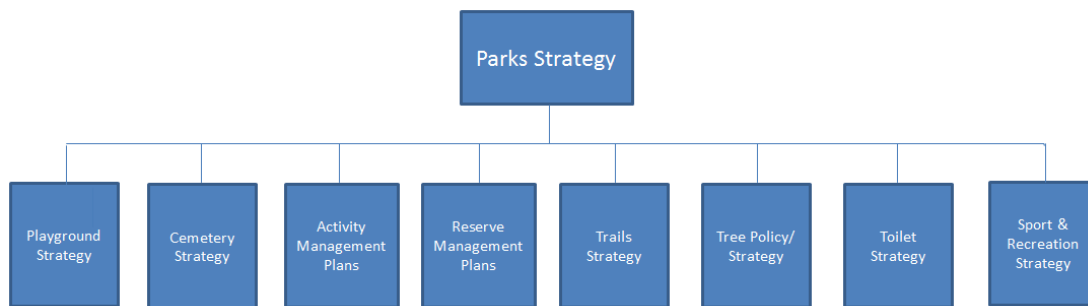 Parks Strategy
Playground
Strategy
Cemetery
Strategy
Activity
Management
Plans
Reserve
Management
Plans
Trails
Strategy
Tree Policy/
Strategy
Toilet
Strategy
Sport &
Recreation
Strategy